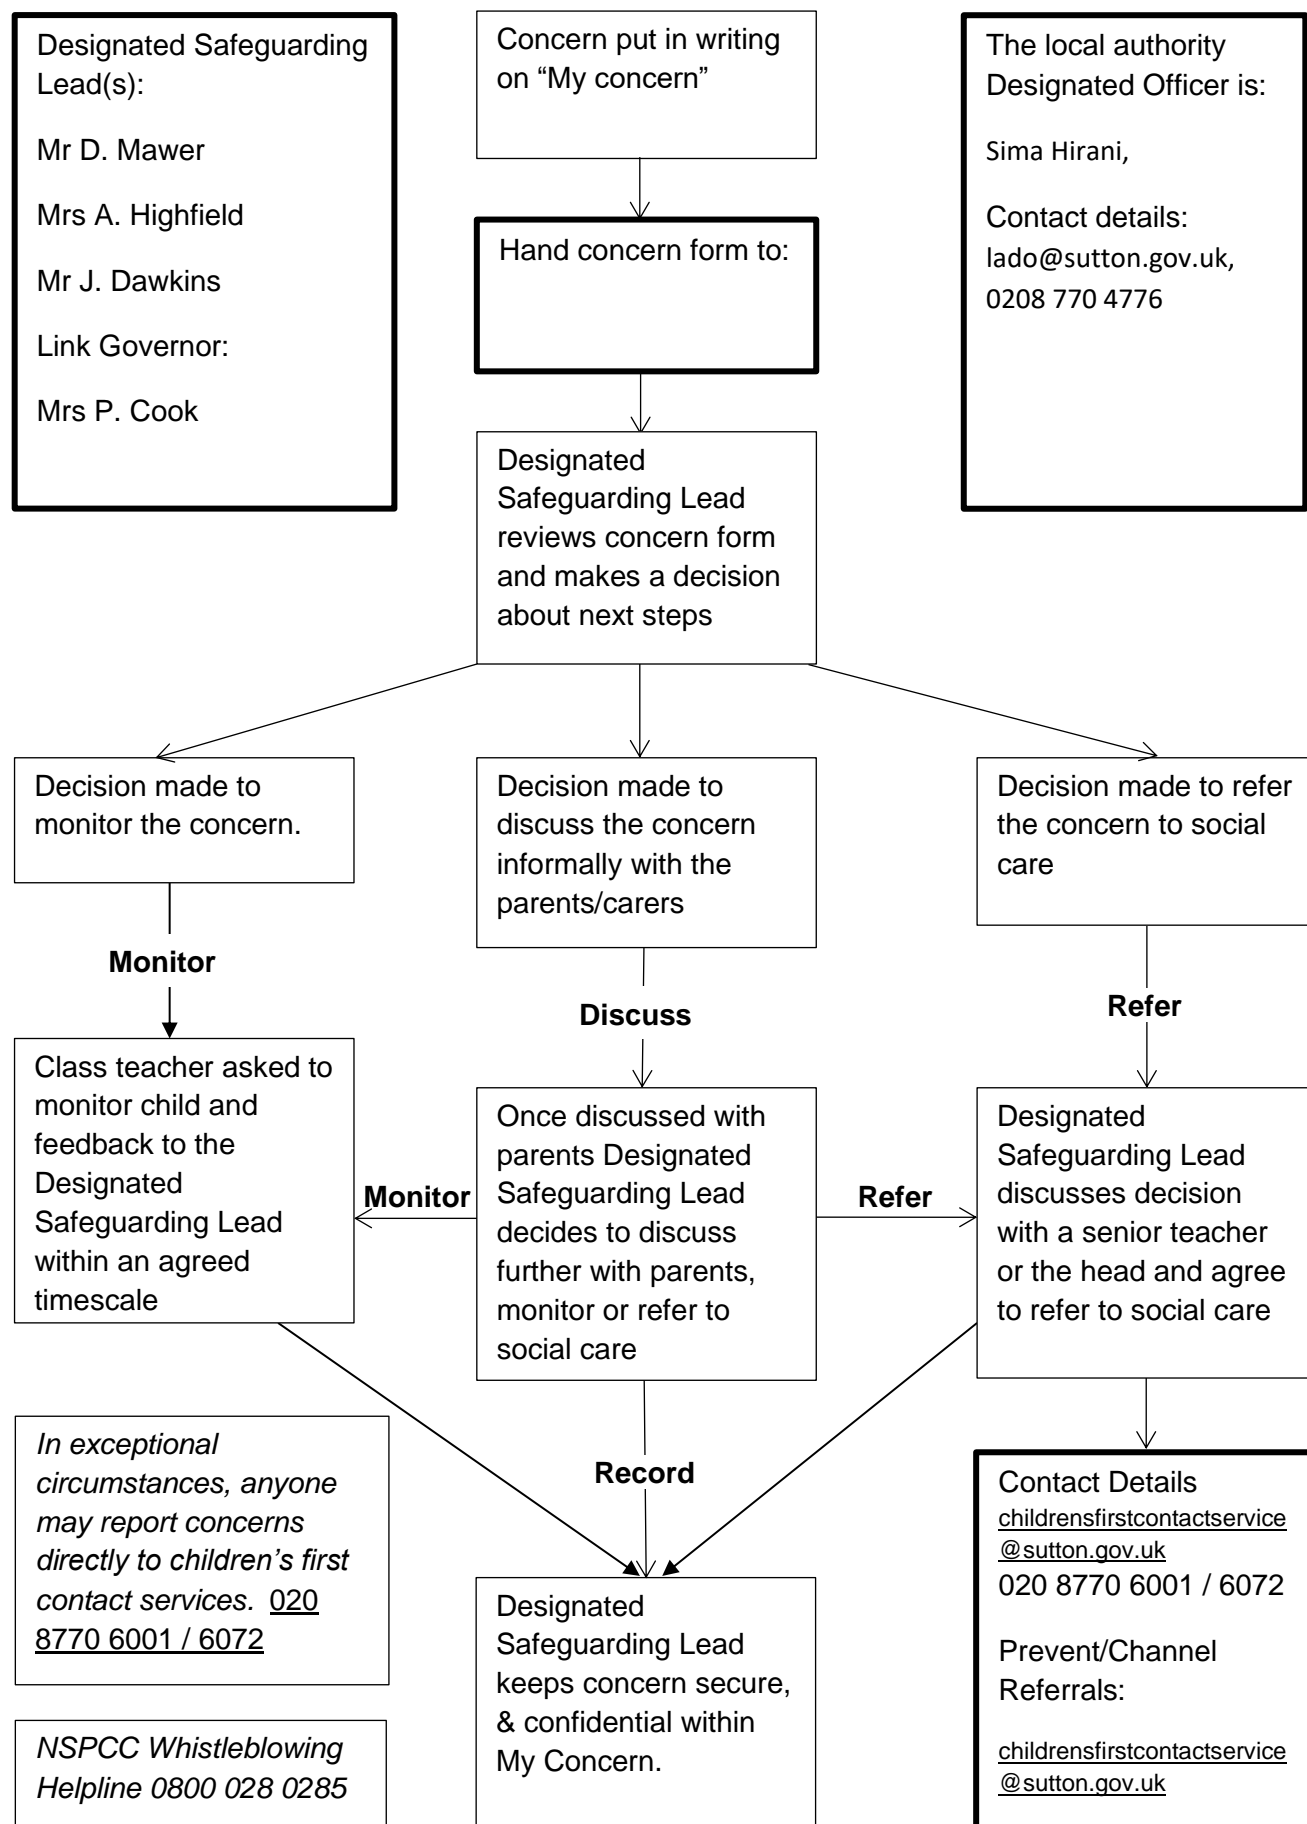 Designated Safeguarding
Lead(s):
Mr D. Mawer
Mrs A. Highfield
Mr J. Dawkins
Link Governor:
Mrs P. Cook
Concern put in writing
on “My concern”
The local authority
Designated Officer is:
Sima Hirani,
Contact details:
lado@sutton.gov.uk,
0208 770 4776
Hand concern form to:
Designated
Safeguarding Lead
reviews concern form
and makes a decision
about next steps
Decision made to
monitor the concern.
Decision made to
discuss the concern
informally with the
parents/carers
Decision made to refer
the concern to social
care
Monitor
Discuss
Refer
Class teacher asked to
monitor child and
feedback to the
Designated
Safeguarding Lead
within an agreed
timescale
Monitor
Once discussed with
parents Designated
Safeguarding Lead
decides to discuss
further with parents,
monitor or refer to
social care
Refer
Designated
Safeguarding Lead
discusses decision
with a senior teacher
or the head and agree
to refer to social care
In exceptional
circumstances, anyone
may report concerns
directly to children’s first
contact services. 020
8770 6001 / 6072
Record
Contact Details
childrensfirstcontactservice
@sutton.gov.uk
020 8770 6001 / 6072
Prevent/Channel
Referrals:
childrensfirstcontactservice
@sutton.gov.uk
Designated
Safeguarding Lead
keeps concern secure,
& confidential within
My Concern.
NSPCC Whistleblowing
Helpline 0800 028 0285